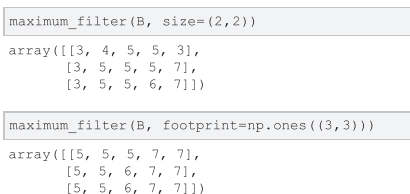 maximum_filter(B, size=(2,2))
array([[3, 4, 5, 5, 3],
       [3, 5, 5, 5, 7],
       [3, 5, 5, 6, 7]])
maximum_filter(B, footprint=np.ones((3,3)))
array([[5, 5, 5, 7, 7],
       [5, 5, 6, 7, 7],
       [5, 5, 6, 7, 7]])